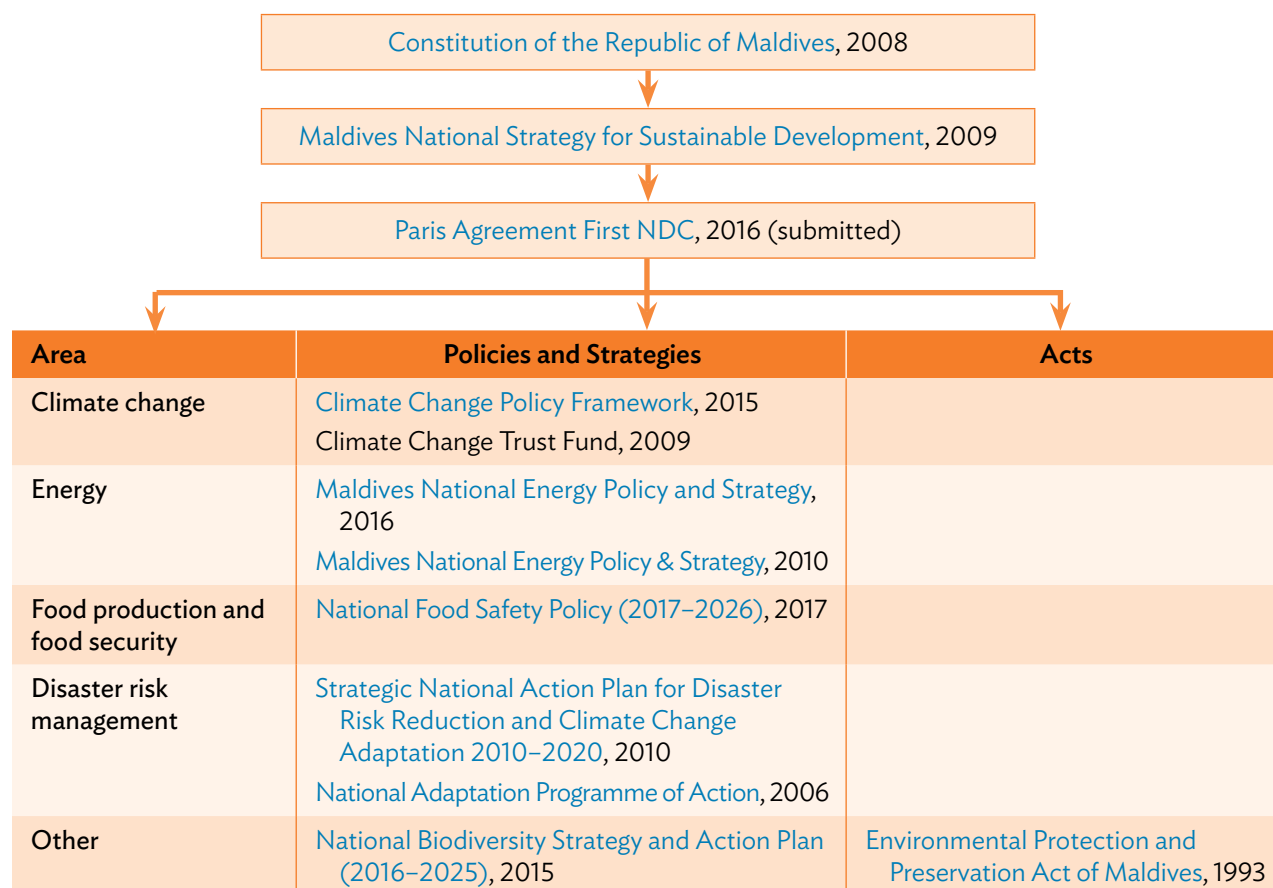 Constitution of the Republic of Maldives, 2008
Maldives National Strategy for Sustainable Development, 2009
Paris Agreement First NDC, 2016 (submitted)
Area
Policies and Strategies
Acts
Climate change
Climate Change Policy Framework, 2015
Climate Change Trust Fund, 2009
Energy
Maldives National Energy Policy and Strategy,
2016
Maldives National Energy Policy & Strategy, 2010
Food production and
food security
National Food Safety Policy (2017–2026), 2017
Disaster risk
management
Strategic National Action Plan for Disaster
Risk Reduction and Climate Change
Adaptation 2010–2020, 2010
National Adaptation Programme of Action, 2006
Other
National Biodiversity Strategy and Action Plan
(2016–2025), 2015
Environmental Protection and
Preservation Act of Maldives, 1993